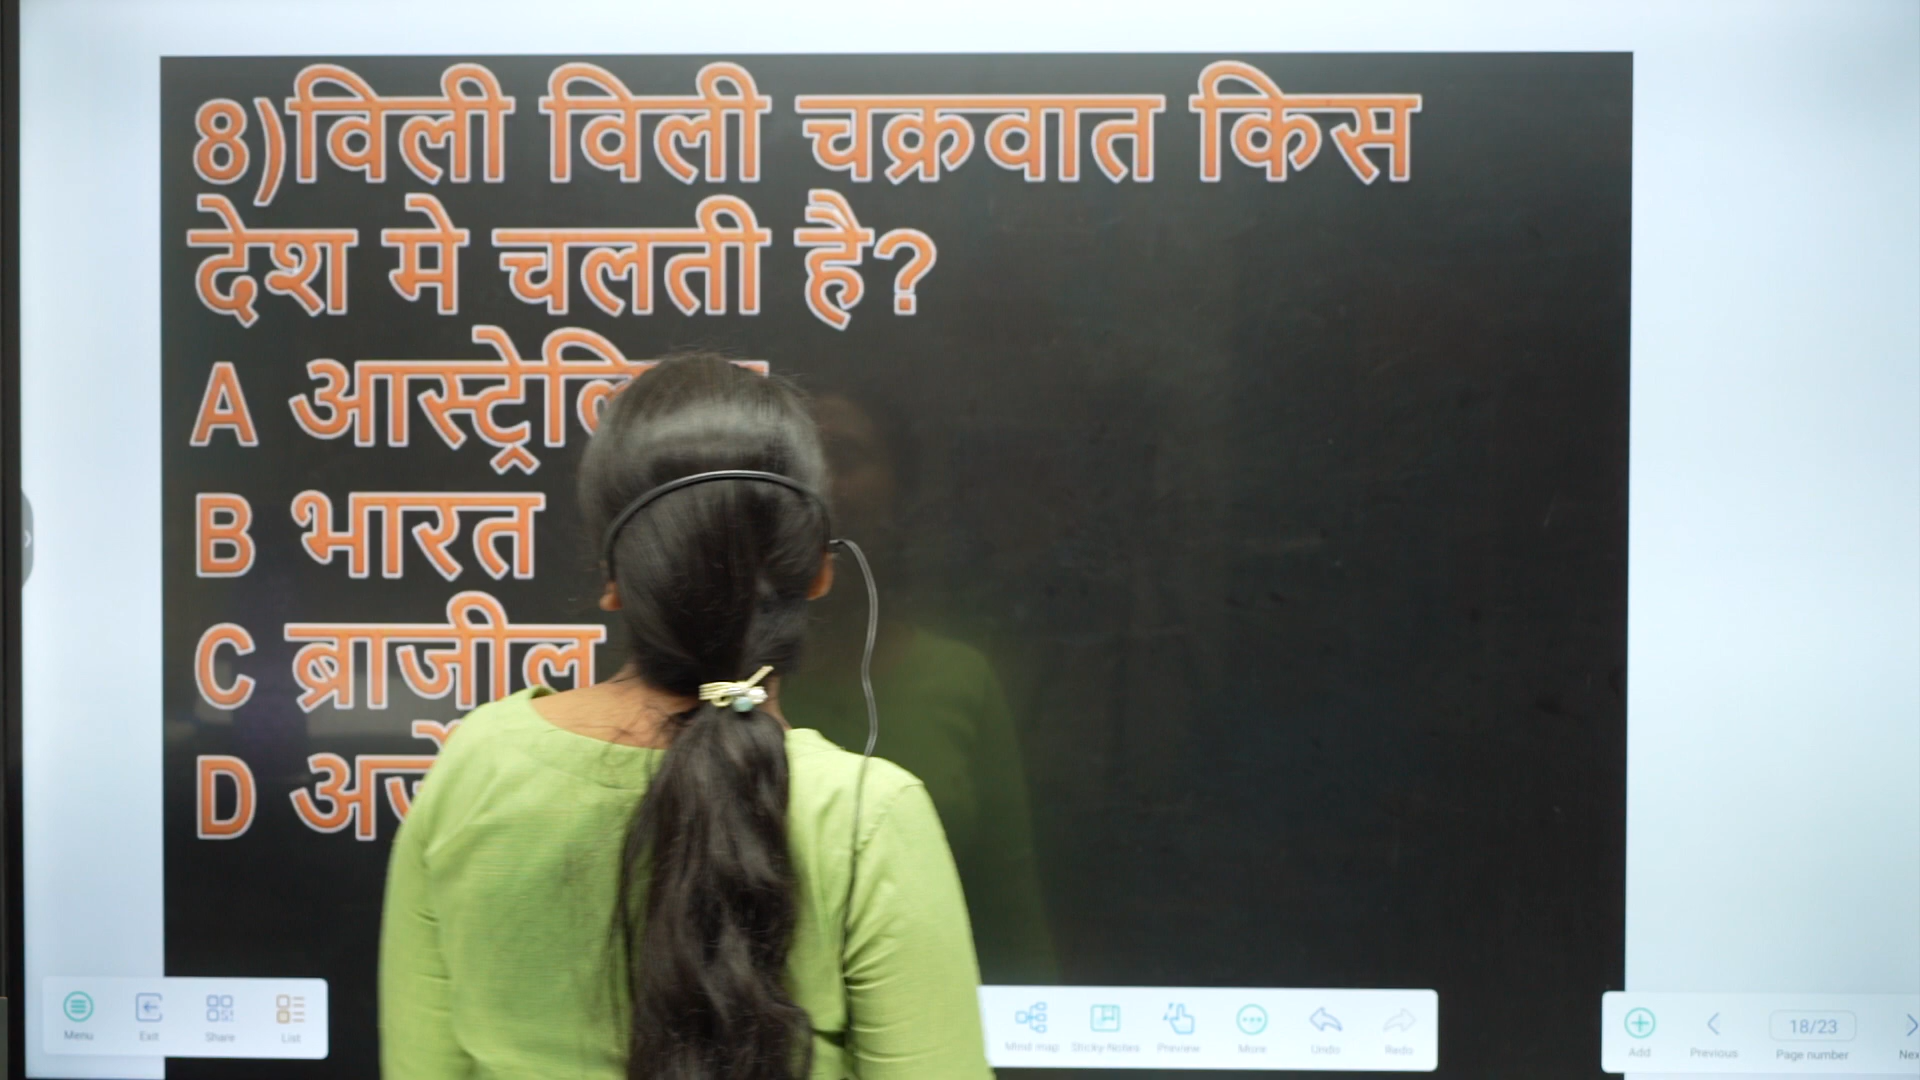 8)विली विली चक्रवात किस
देश मे चलती है?
A
B भारत
C ब्राजील
D
Menu Exit Share List
Mind map Sticky Notes Preview More Undo Redo
Add Previous 18/23 Page number